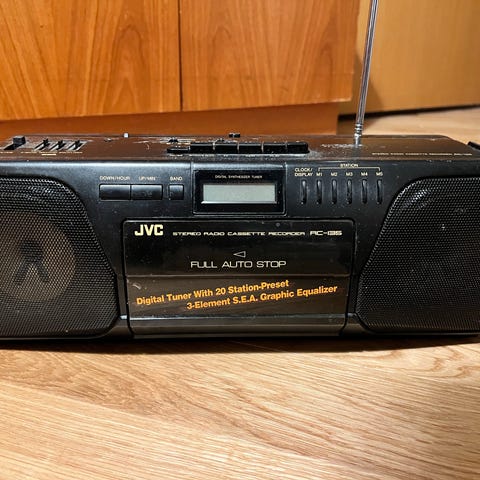 STATION
DOWN/HOUR UP/MIN BAND
DIGITAL SYNTHESIZER TUNER
CLOCK/
DISPLAY M1 M2 M3 M4 M5
JVC STEREO RADIO CASSETTE RECORDER RC-X35
FULL AUTO STOP
Digital Tuner With 20 Station-Preset
3-Element S.E.A. Graphic Equalizer